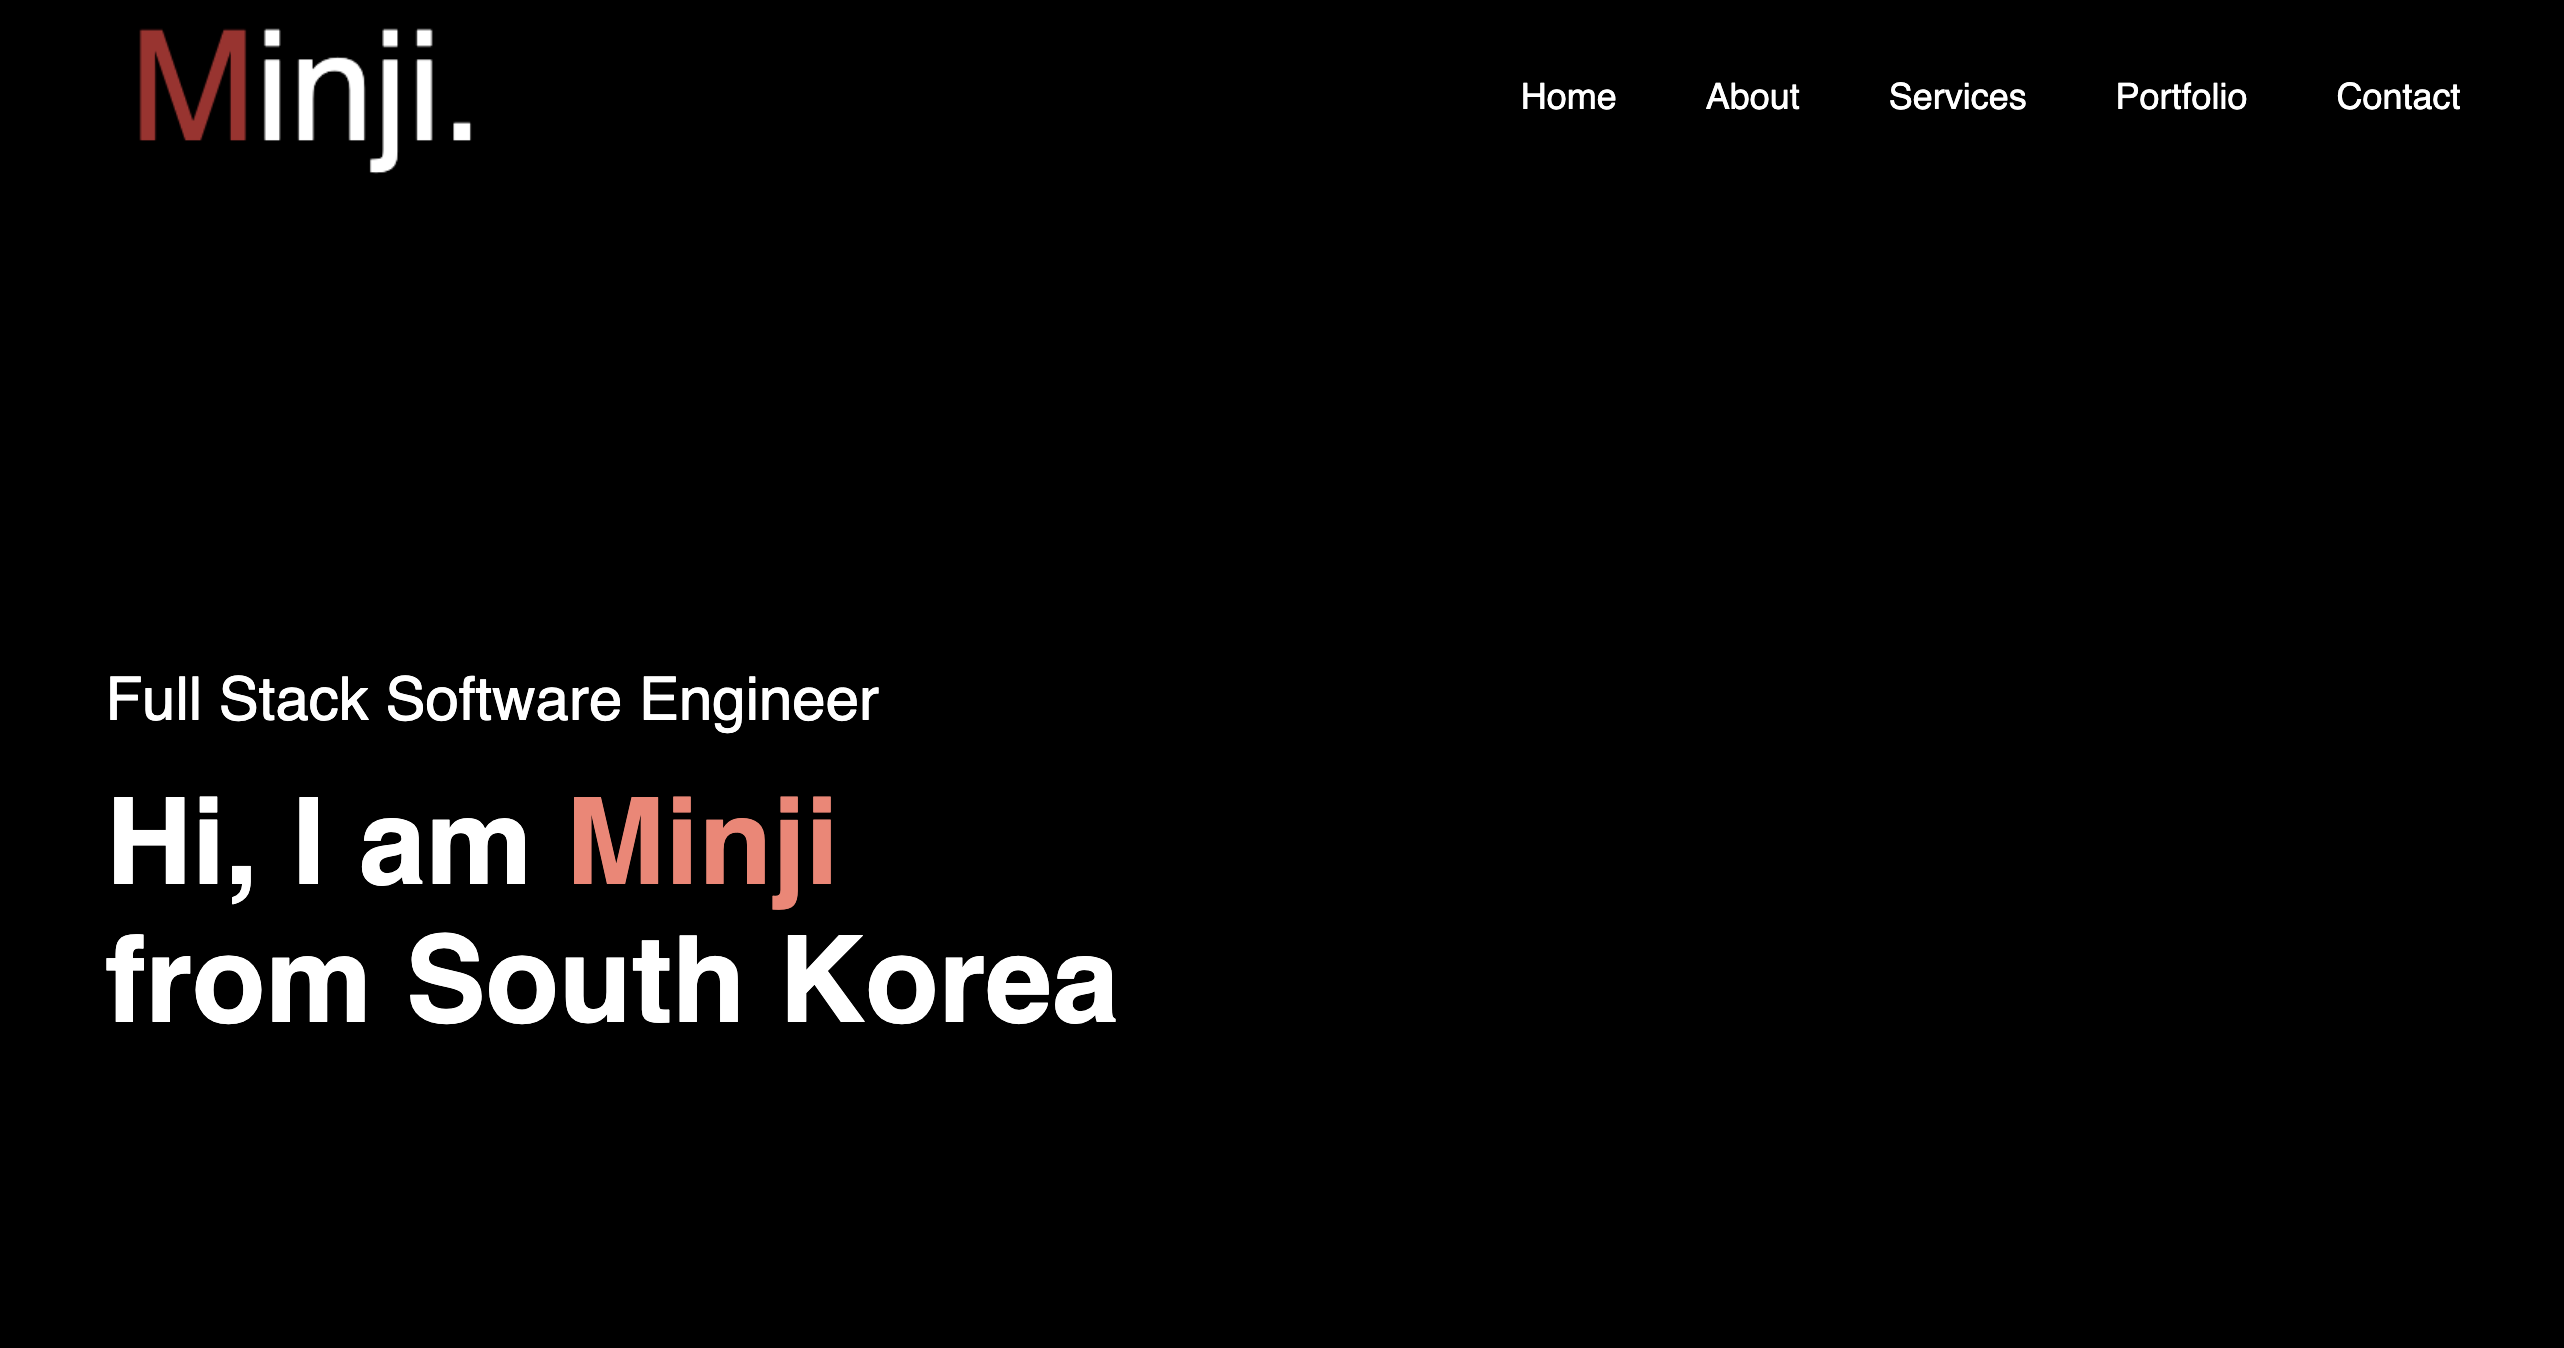 Minji.
Home About Services Portfolio Contact
Full Stack Software Engineer
Hi, I am Minji
from South Korea